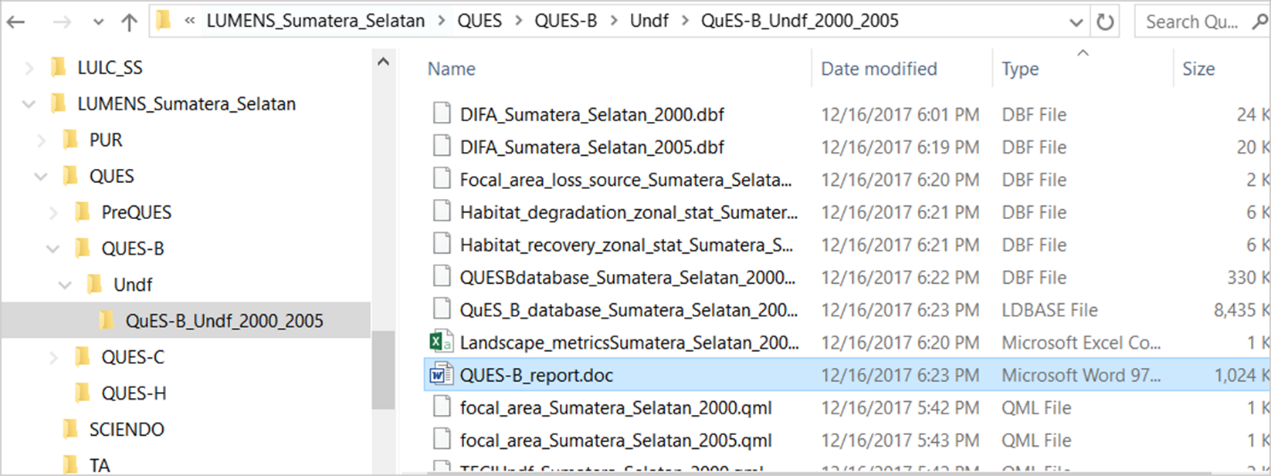 « LUMENS_Sumatera_Selatan > QUES > QUES-B > Undf > QuES-B_Undf_2000_2005 Search Qu...
LULC_SS
LUMENS_Sumatera_Selatan
PUR
QUES
PreQUES
QUES-B
Undf
QuES-B_Undf_2000_2005
QUES-C
QUES-H
SCIENDO
TA
Name Date modified Type Size
DIFA_Sumatera_Selatan_2000.dbf 12/16/2017 6:01 PM DBF File 24 K
DIFA_Sumatera_Selatan_2005.dbf 12/16/2017 6:19 PM DBF File 20 K
Focal_area_loss_source_Sumatera_Selata... 12/16/2017 6:20 PM DBF File 2 K
Habitat_degradation_zonal_stat_Sumater... 12/16/2017 6:21 PM DBF File 6 K
Habitat_recovery_zonal_stat_Sumatera_S... 12/16/2017 6:21 PM DBF File 6 K
QUESBdatabase_Sumatera_Selatan_2000... 12/16/2017 6:22 PM DBF File 330 K
QuES_B_database_Sumatera_Selatan_200... 12/16/2017 6:23 PM LDBASE File 8,435 K
Landscape_metricsSumatera_Selatan_200... 12/16/2017 6:20 PM Microsoft Excel Co... 1 K
QUES-B_report.doc 12/16/2017 6:23 PM Microsoft Word 97... 1,024 K
focal_area_Sumatera_Selatan_2000.qml 12/16/2017 5:42 PM QML File 1 K
focal_area_Sumatera_Selatan_2005.qml 12/16/2017 5:43 PM QML File 1 K